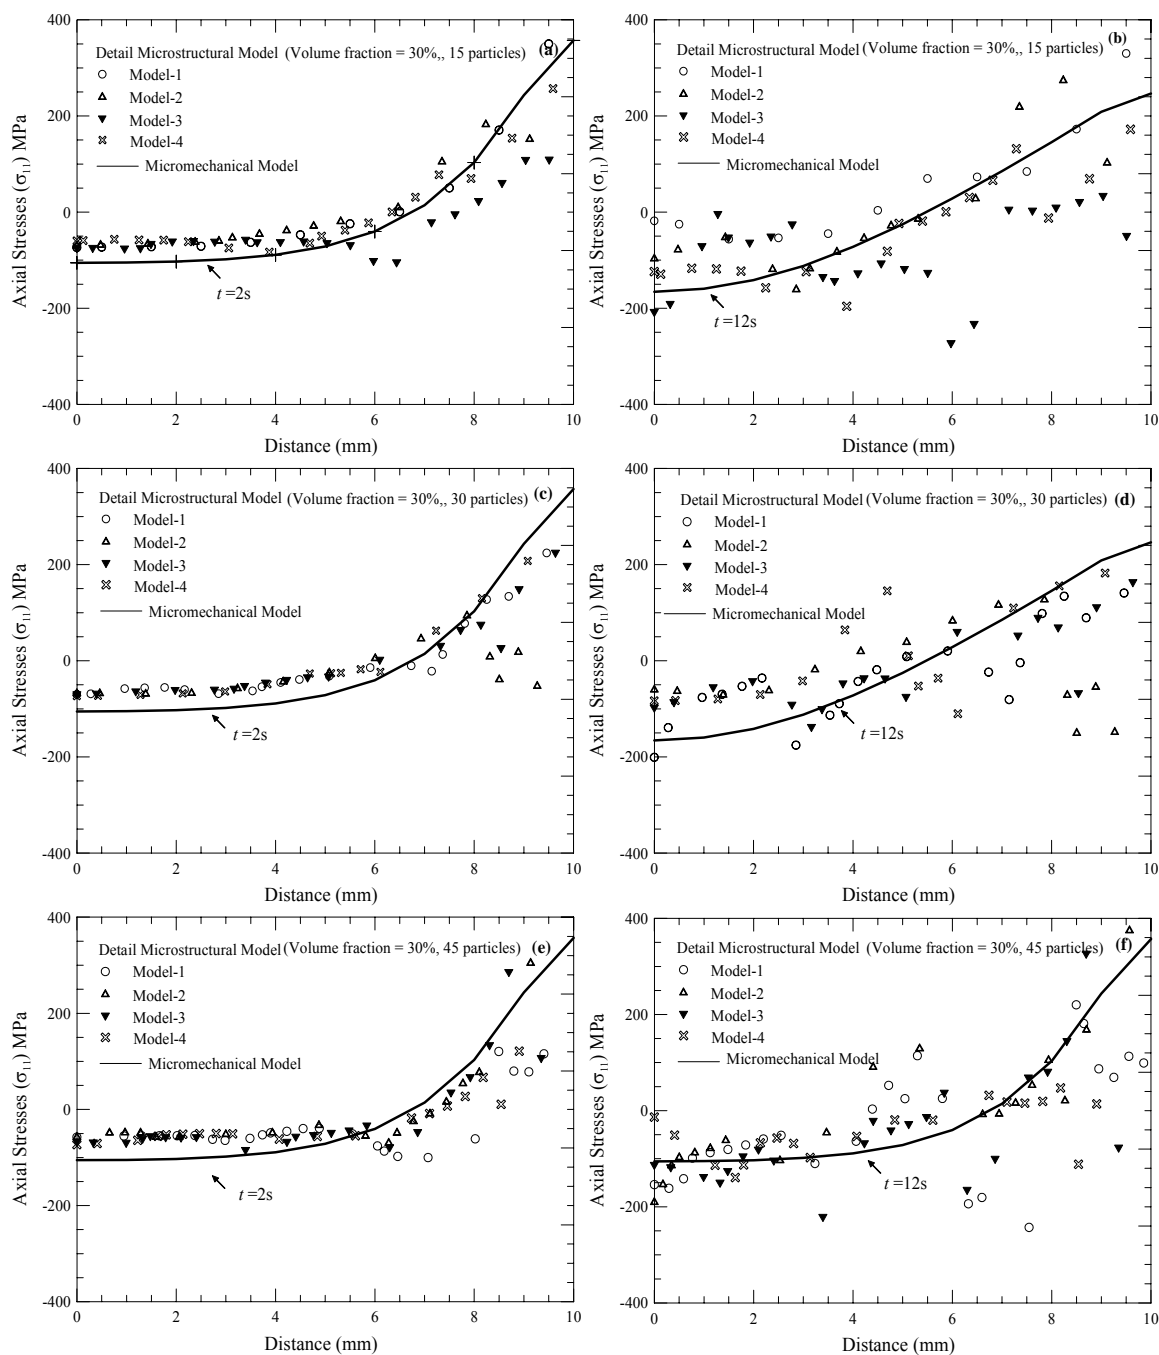 400
200
0
-200
-400
Axial Stresses (σ11) MPa
Detail Microstructural Model (Volume fraction = 30%,, 15 particles) (a)
Model-1
Model-2
Model-3
Model-4
Micromechanical Model
t =2s
0 2 4 6 8 10
Distance (mm)
400
200
0
-200
-400
Axial Stresses (σ11) MPa
(b)
Detail Microstructural Model (Volume fraction = 30%,, 15 particles)
Model-1
Model-2
Model-3
Model-4
Micromechanical Model
t =12s
0 2 4 6 8 10
Distance (mm)
400
200
0
-200
-400
Axial Stresses (σ11) MPa
Detail Microstructural Model (Volume fraction = 30%,, 30 particles) (c)
Model-1
Model-2
Model-3
Model-4
Micromechanical Model
t =2s
0 2 4 6 8 10
Distance (mm)
400
200
0
-200
-400
Axial Stresses (σ11) MPa
Detail Microstructural Model (Volume fraction = 30%,, 30 particles) (d)
Model-1
Model-2
Model-3
Model-4
Micromechanical Model
t =12s
0 2 4 6 8 10
Distance (mm)
400
200
0
-200
-400
Axial Stresses (σ11) MPa
Detail Microstructural Model (Volume fraction = 30%, 45 particles) (e)
Model-1
Model-2
Model-3
Model-4
Micromechanical Model
t =2s
0 2 4 6 8 10
Distance (mm)
400
200
0
-200
-400
Axial Stresses (σ11) MPa
Detail Microstructural Model (Volume fraction = 30%, 45 particles) (f)
Model-1
Model-2
Model-3
Model-4
Micromechanical Model
t =12s
0 2 4 6 8 10
Distance (mm)